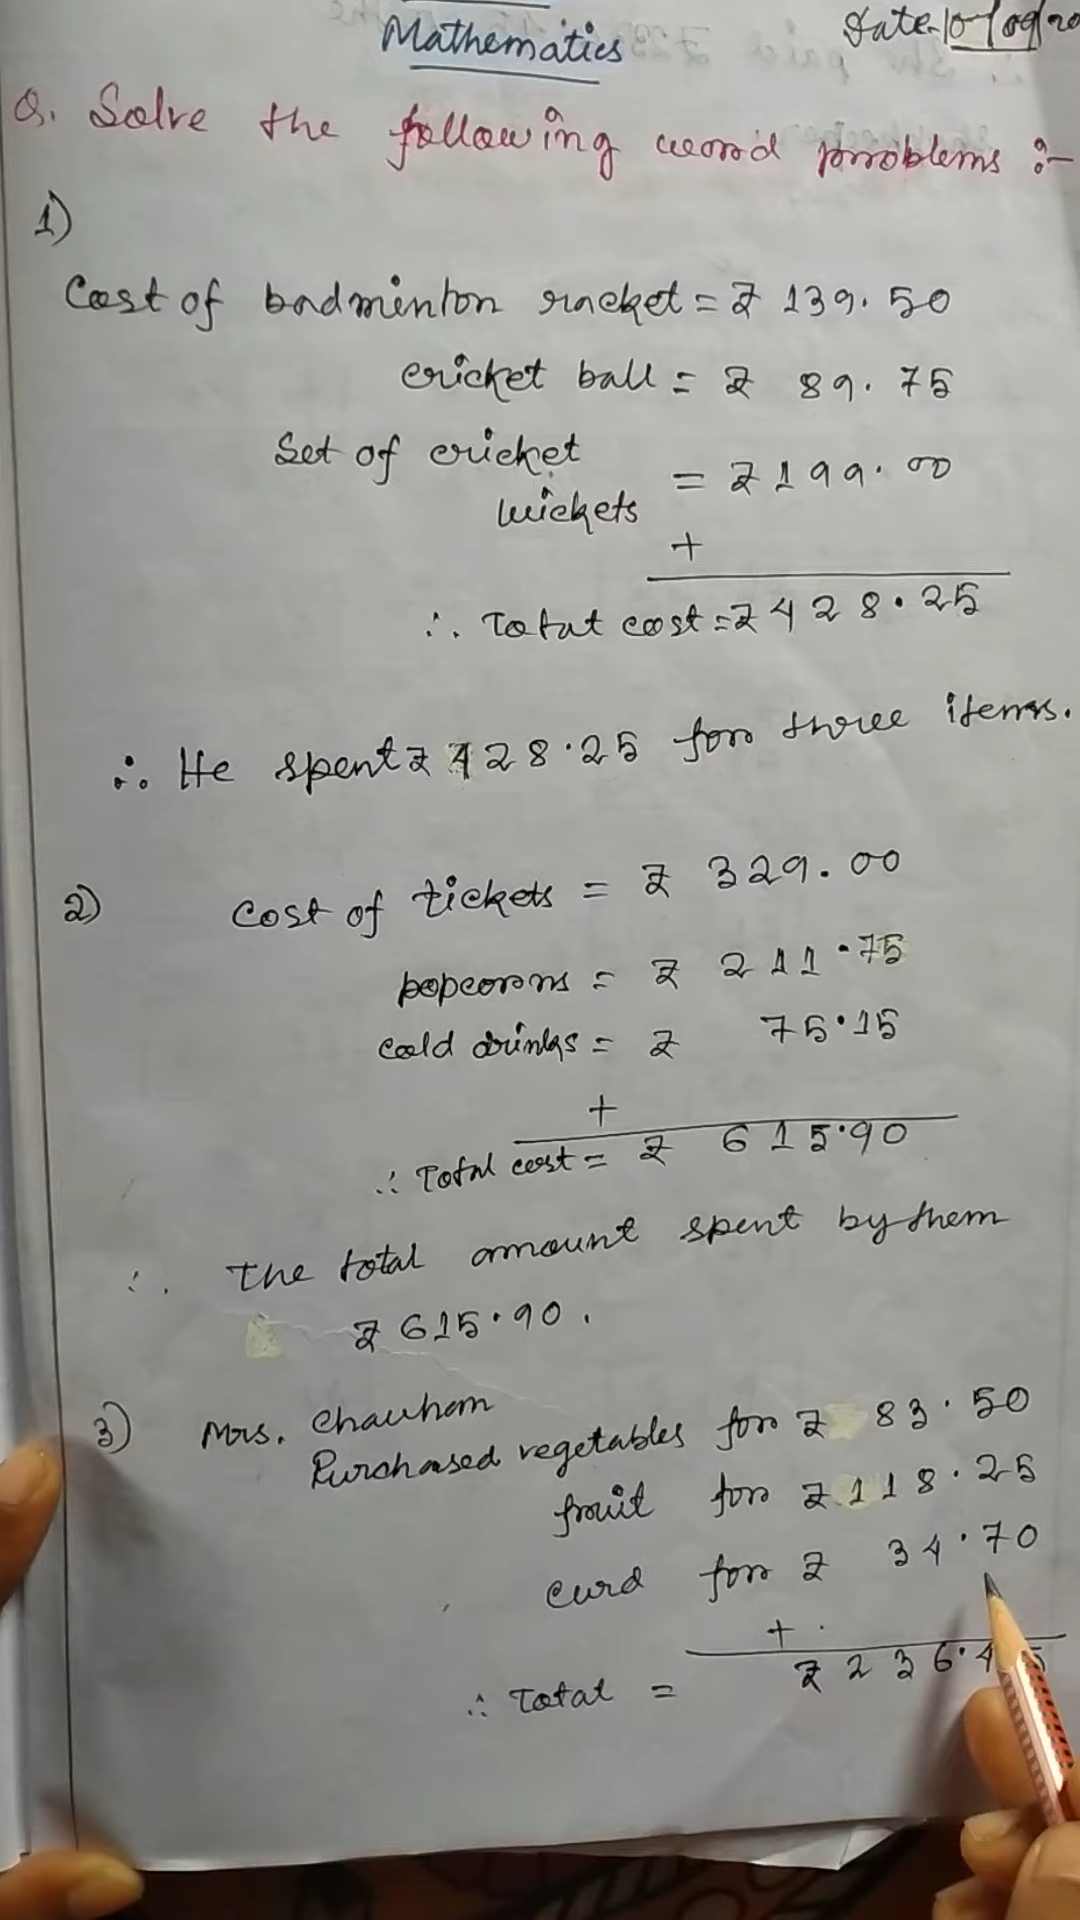 Mathematics
Date-10/09/20
Q. Solve the following word problems :-
1)
Cost of badminton racket = ₹ 139.50
cricket ball = ₹ 89.75
Set of cricket
wickets = ₹ 199.00
+
∴ Total cost = ₹ 428.25
∴ He spent ₹ 428.25 for three items.
2) Cost of tickets = ₹ 329.00
popcorns = ₹ 211.75
cold drinks = ₹ 75.15
+
∴ Total cost = ₹ 615.90
∴ The total amount spent by them
₹ 615.90.
3) Mrs. Chauhan
Purchased vegetables for ₹ 83.50
fruit for ₹ 118.25
curd for ₹ 34.70
+
∴ Total = ₹ 236.45